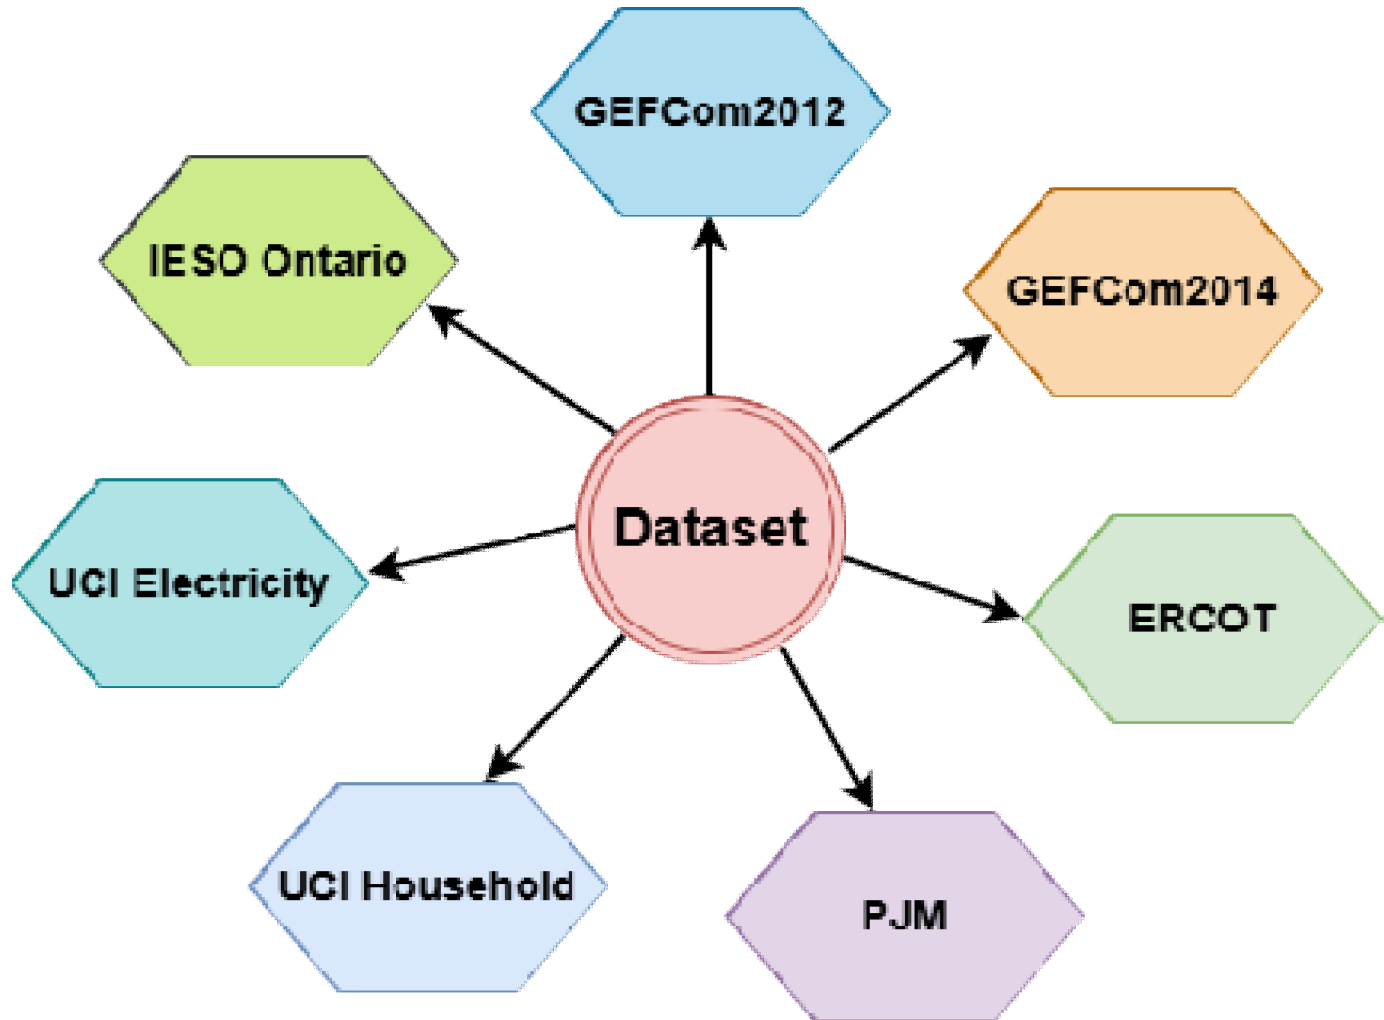 GEFCom2012
IESO Ontario
GEFCom2014
Dataset
UCI Electricity
ERCOT
UCI Household
PJM